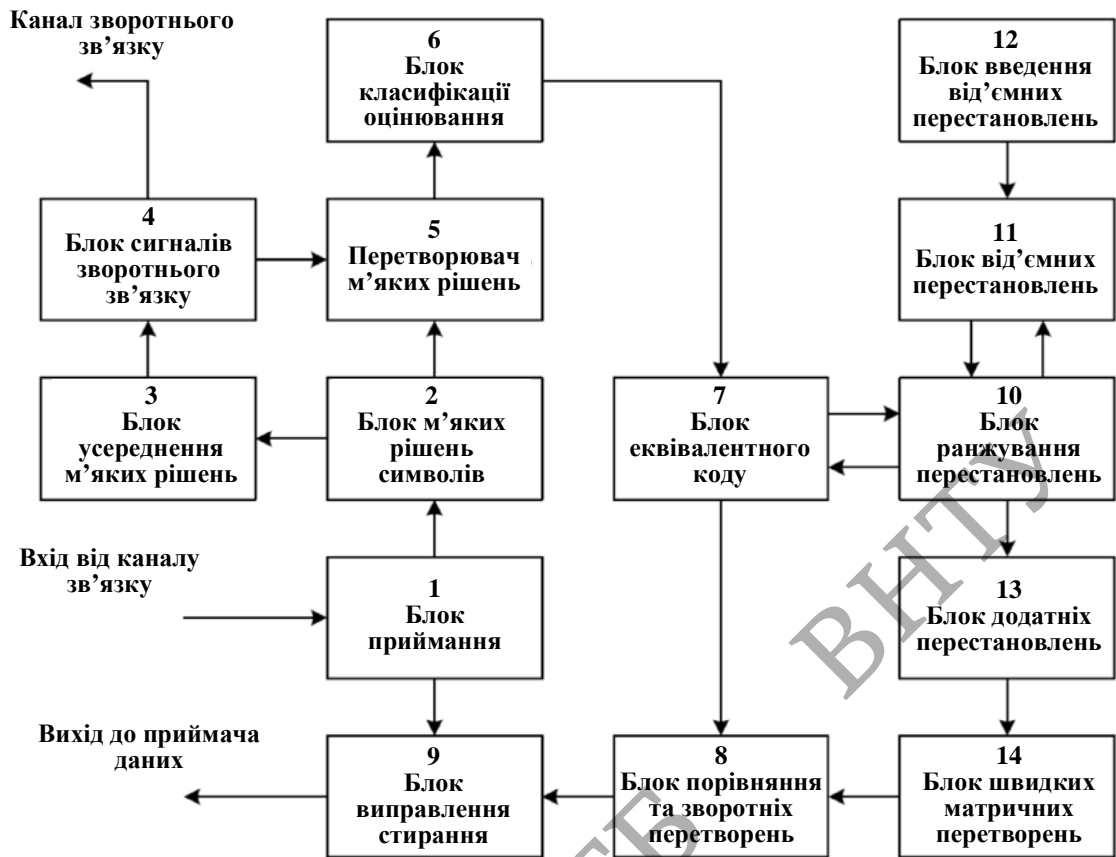 Канал зворотнього
зв’язку
6
Блок
класифікації
оцінювання
12
Блок введення
від’ємних
перестановлень
4
Блок сигналів
зворотнього
зв’язку
5
Перетворювач
м’яких рішень
11
Блок від’ємних
перестановлень
3
Блок
усереднення
м’яких рішень
2
Блок м’яких
рішень
символів
7
Блок
еквівалентного
коду
10
Блок
ранжування
перестановлень
Вхід від каналу
зв’язку
1
Блок
приймання
13
Блок додатніх
перестановлень
Вихід до приймача
даних
9
Блок
виправлення
стирання
8
Блок порівняння
та зворотніх
перетворень
14
Блок швидких
матричних
перетворень
ВНТУ